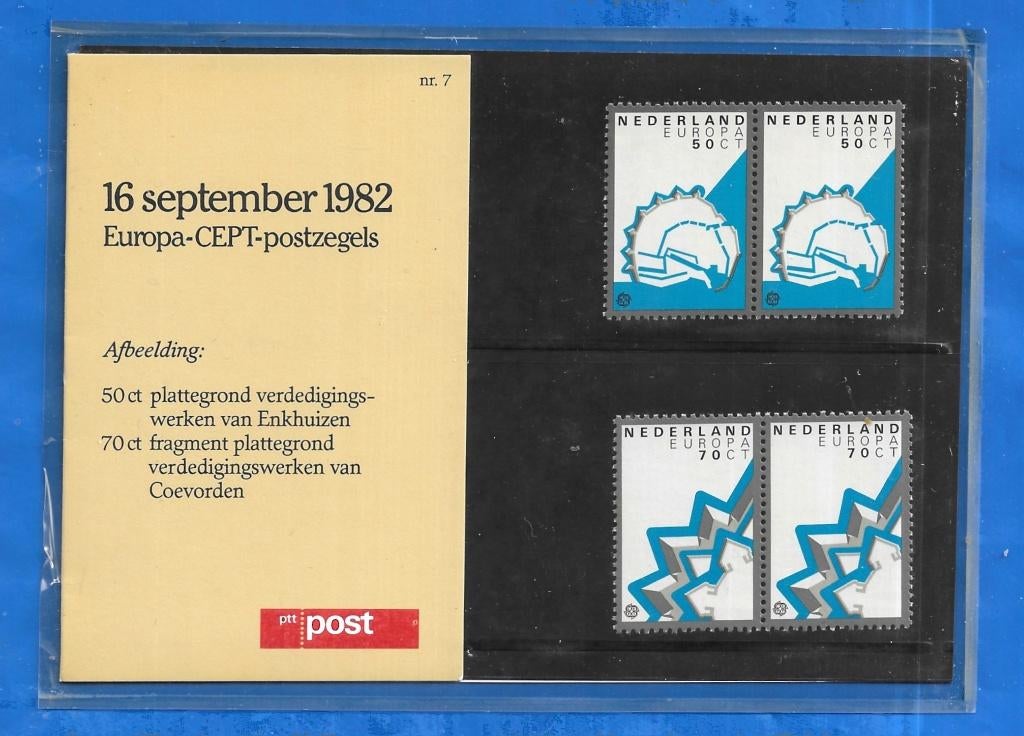 nr. 7
16 september 1982
Europa-CEPT-postzegels
Afbeelding:
50 ct plattegrond verdedigings-
werken van Enkhuizen
70 ct fragment plattegrond
verdedigingswerken van
Coevorden
ptt post
NEDERLAND
EUROPA
50 CT
NEDERLAND
EUROPA
50 CT
NEDERLAND
EUROPA
70 CT
NEDERLAND
EUROPA
70 CT